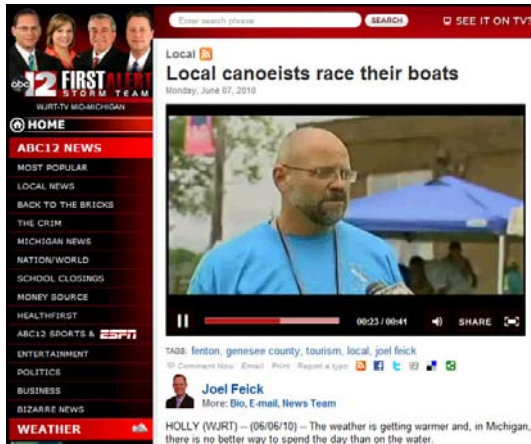 Enter search phrase
SEARCH
SEE IT ON TV?
abc 12 FIRST ALERT
STORM TEAM
WJRT-TV MID-MICHIGAN
HOME
ABC12 NEWS
MOST POPULAR
LOCAL NEWS
BACK TO THE BRICKS
THE CRIM
MICHIGAN NEWS
NATION/WORLD
SCHOOL CLOSINGS
MONEY SOURCE
HEALTHFIRST
ABC12 SPORTS & ESPN
ENTERTAINMENT
POLITICS
BUSINESS
BIZARRE NEWS
WEATHER
Local
Local canoeists race their boats
Monday, June 07, 2010
00:23 / 00:41
SHARE
TAGS: fenton, genesee county, tourism, local, joel feick
Comment Now Email Print Report a typo
Joel Feick
More: Bio, E-mail, News Team
HOLLY (WJRT) -- (06/06/10) -- The weather is getting warmer and, in Michigan,
there is no better way to spend the day than on the water.